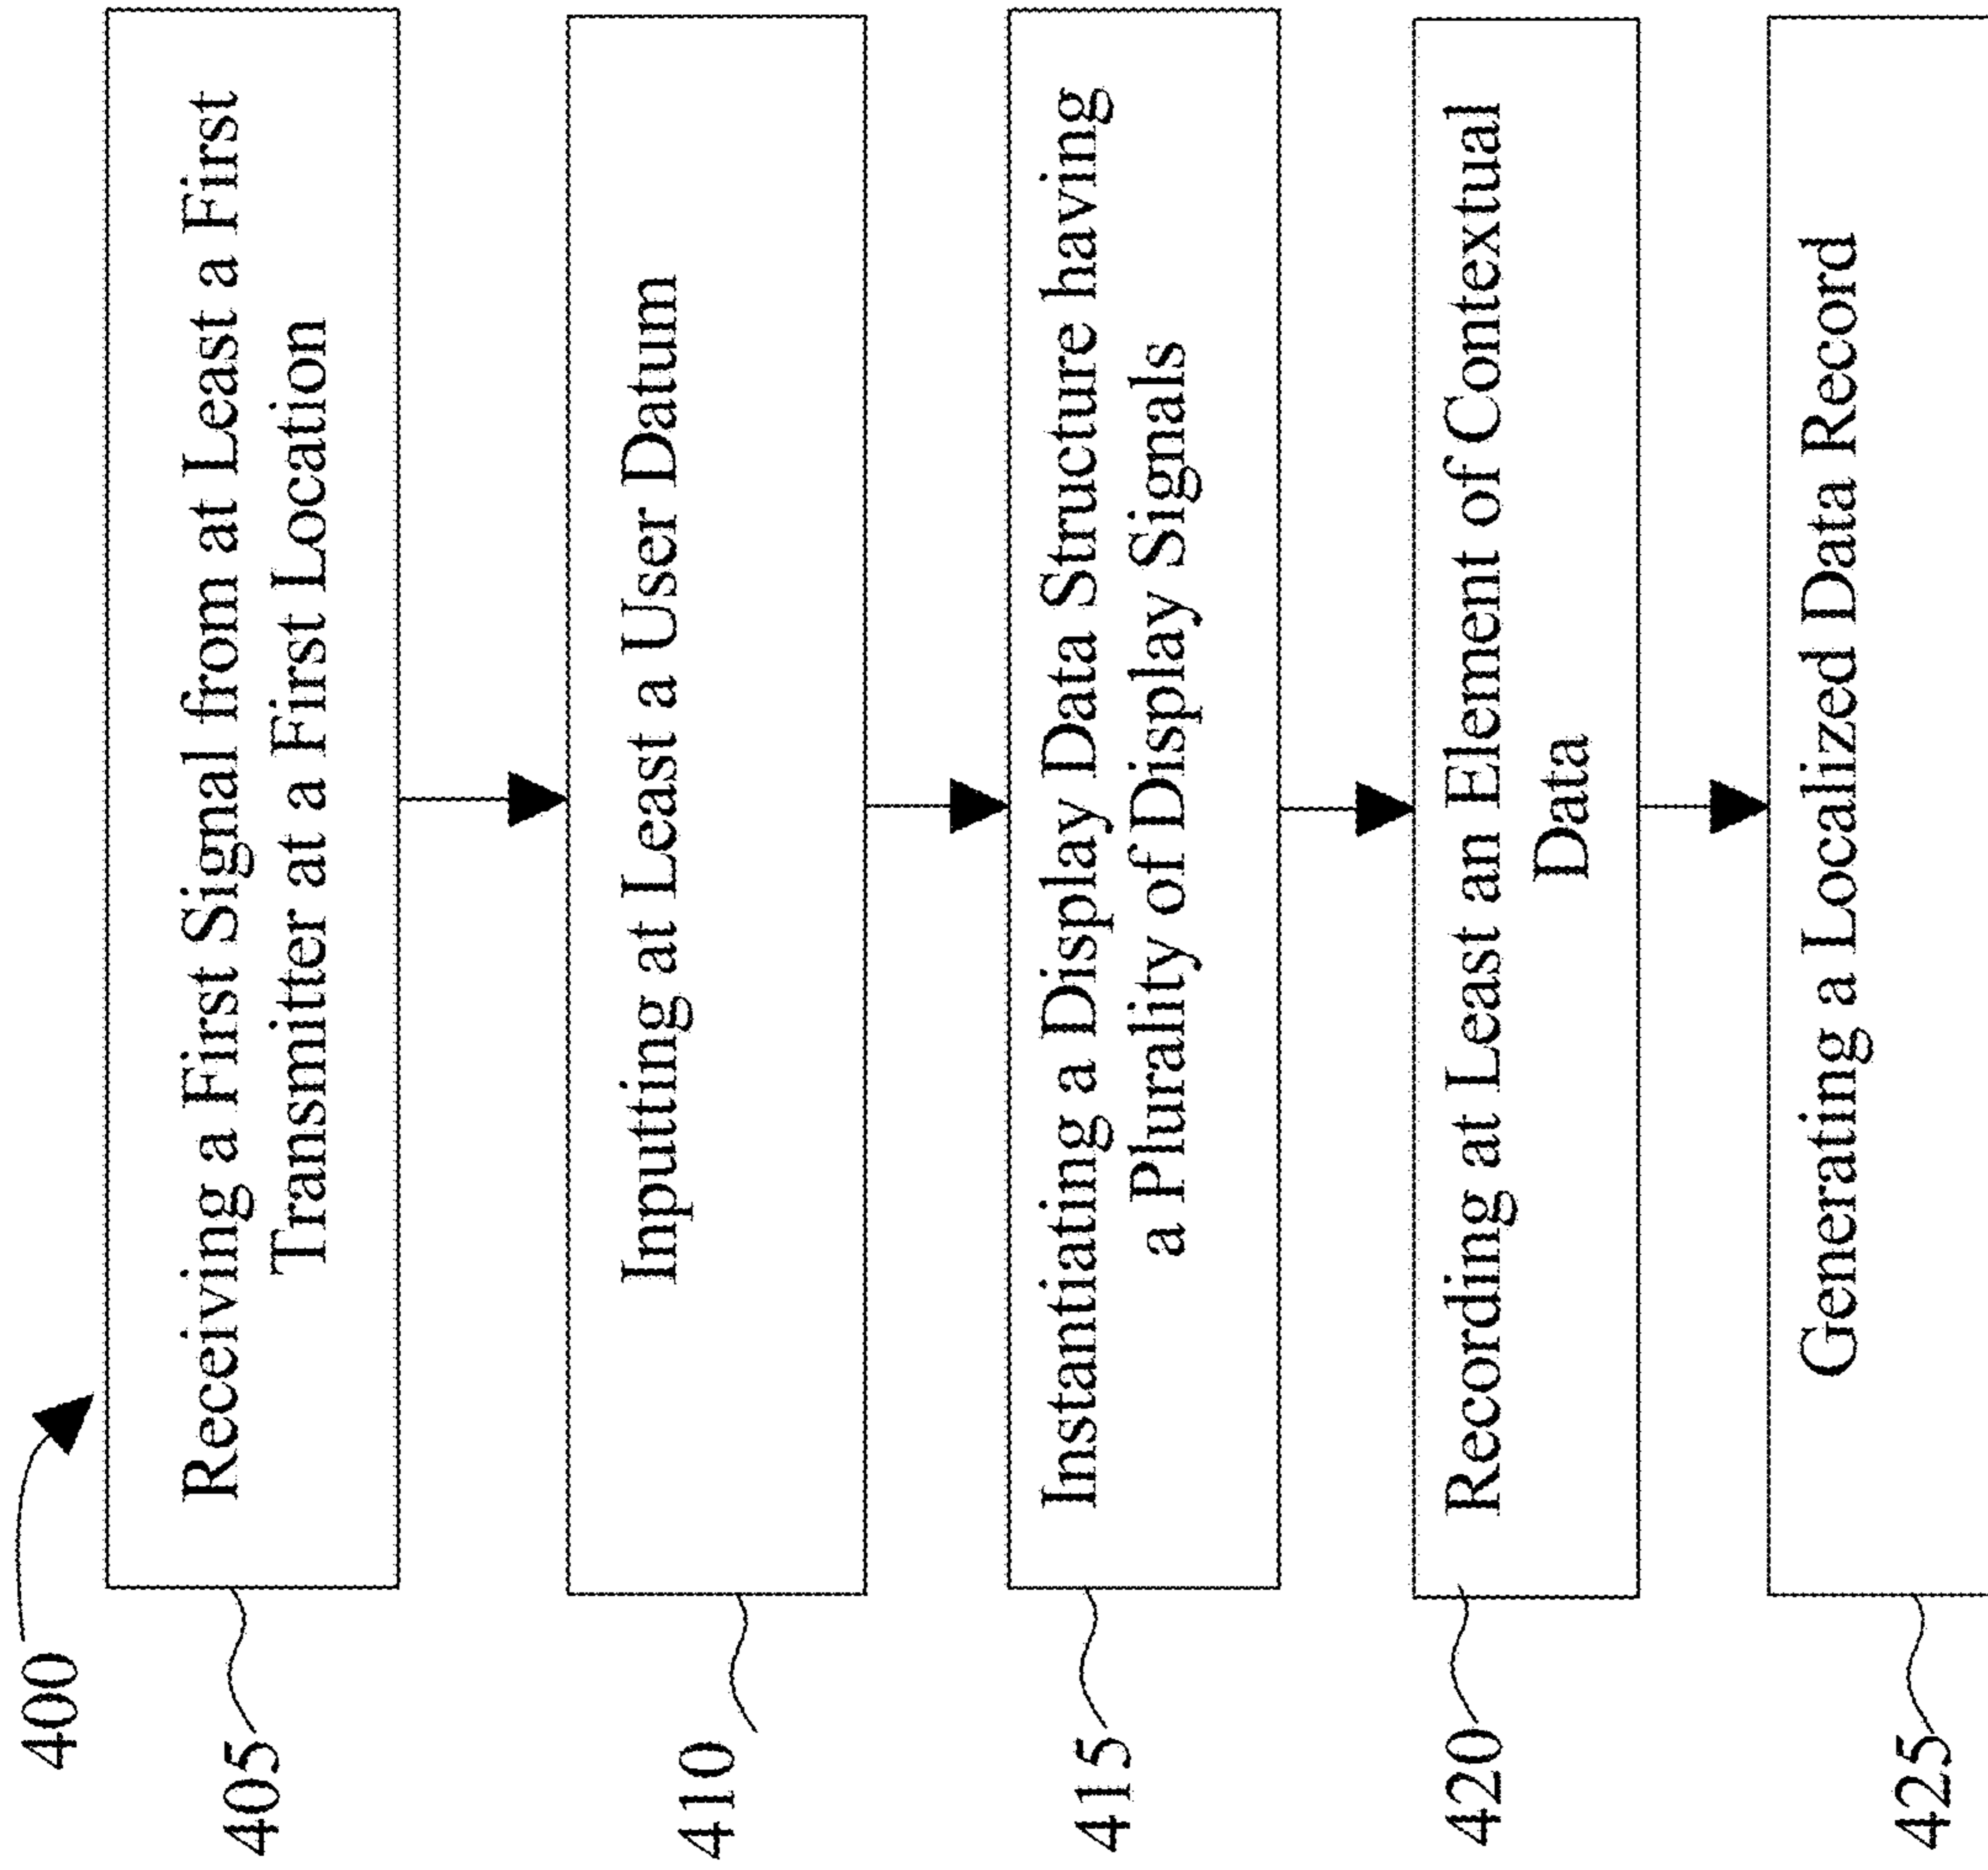 400
405
Receiving a First Signal from at Least a First
Transmitter at a First Location
410
Inputing at Least a User Datum
415
Instantiating a Display Data Structure having
a Plurality of Display Signals
420
Recording at Least an Element of Contextual
Data
425
Generating a Localized Data Record